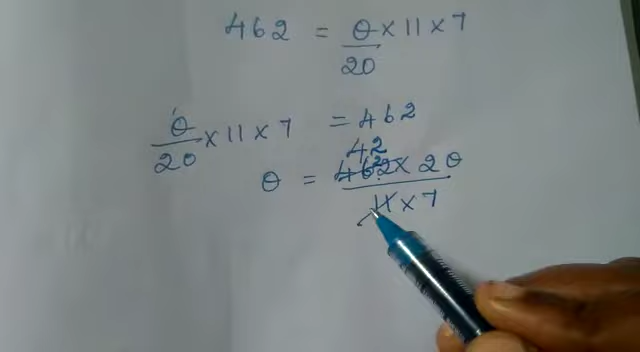 462 = θ/20 × 11 × 7
θ/20 × 11 × 7 = 462
42
θ = 462 × 20 / 11 × 7